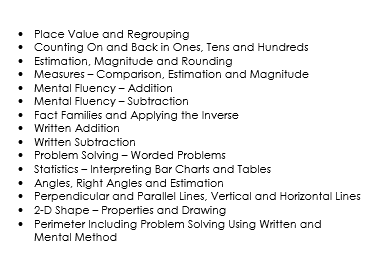 • Place Value and Regrouping
• Counting On and Back in Ones, Tens and Hundreds
• Estimation, Magnitude and Rounding
• Measures – Comparison, Estimation and Magnitude
• Mental Fluency – Addition
• Mental Fluency – Subtraction
• Fact Families and Applying the Inverse
• Written Addition
• Written Subtraction
• Problem Solving – Worded Problems
• Statistics – Interpreting Bar Charts and Tables
• Angles, Right Angles and Estimation
• Perpendicular and Parallel Lines, Vertical and Horizontal Lines
• 2-D Shape – Properties and Drawing
• Perimeter Including Problem Solving Using Written and
Mental Method